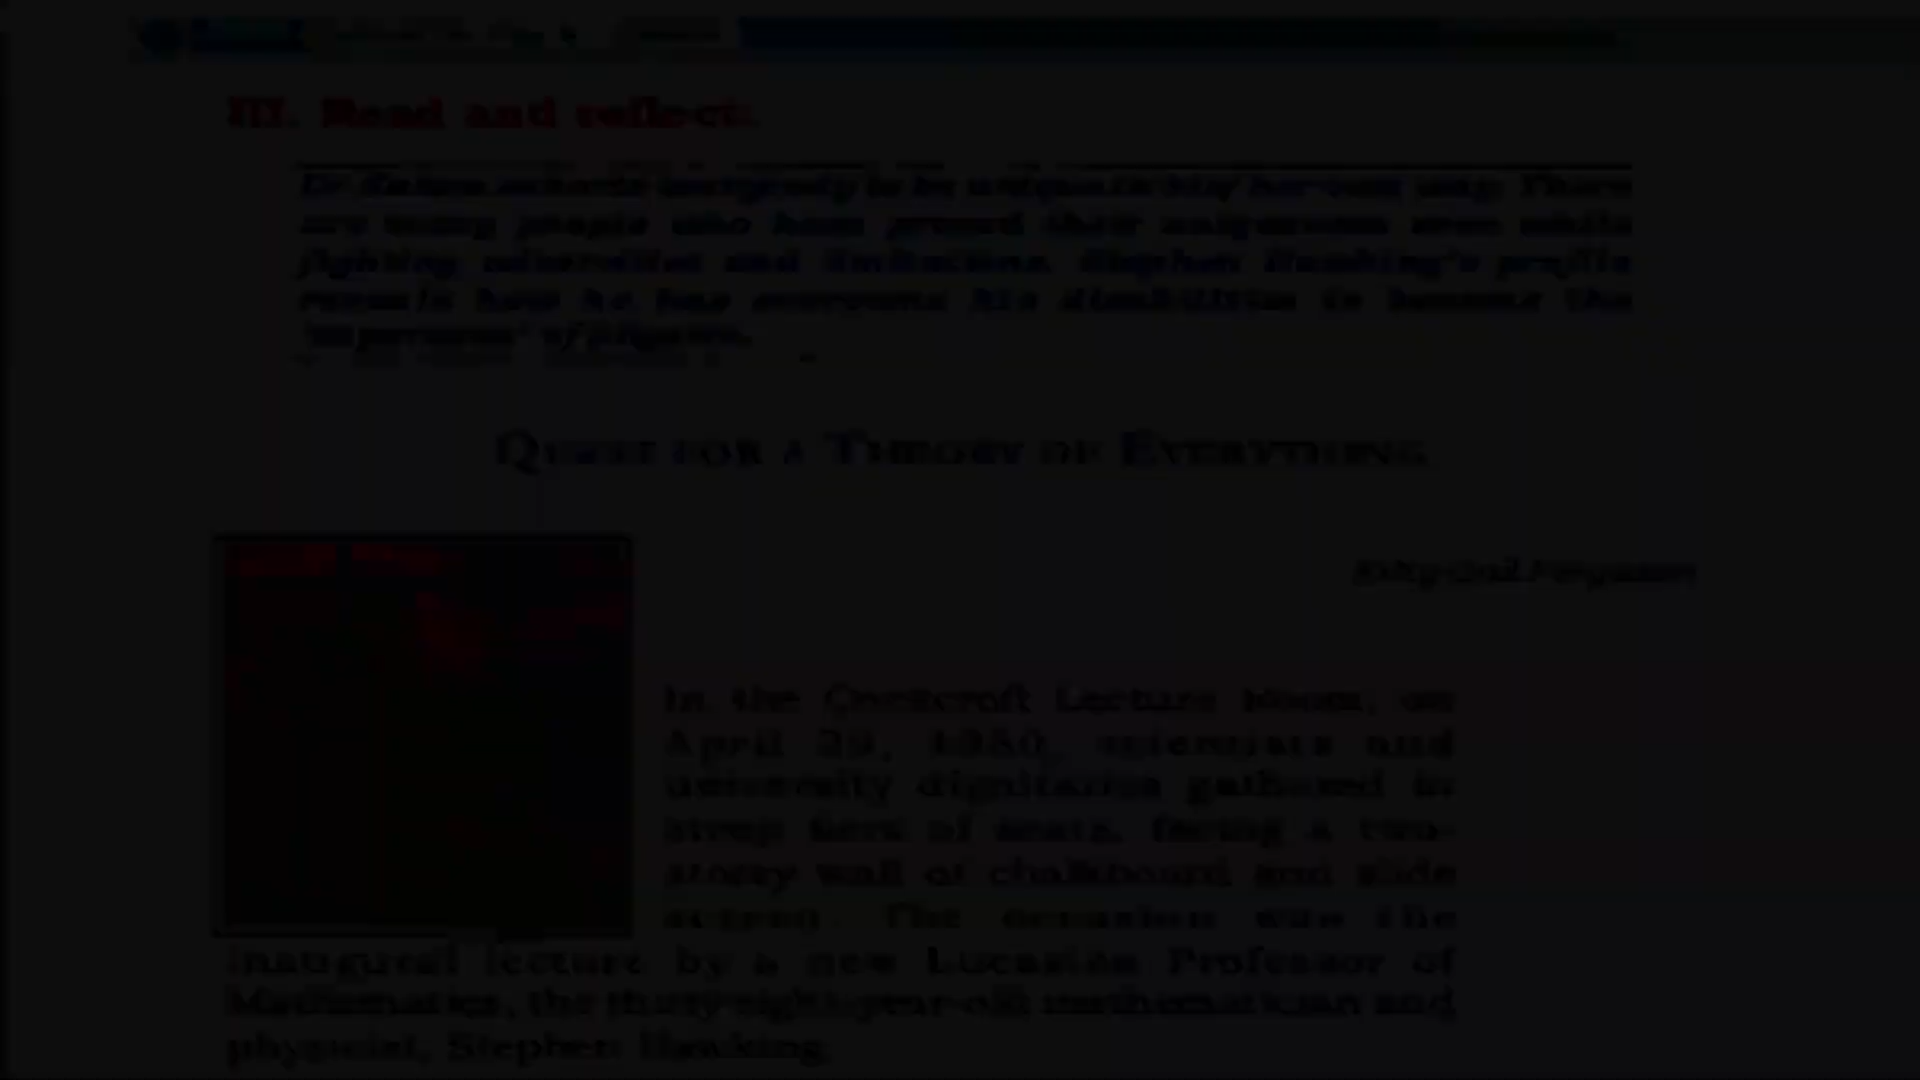 III. Read and reflect:
to be unique in her own way. There
are many people who have proved their uniqueness even while
fighting adversities and limitations. Stephen Hawking's profile
reveals how he has overcome his disabilities to become the
'superman' of physics.
QUEST FOR A THEORY OF EVERYTHING
Kitty Gail Ferguson
In the Cockcroft Lecture Room, on
April 29, 1980, scientists and
university dignitaries gathered in
steep tiers of seats, facing a two-
storey wall of chalkboard and slide
screen. The occasion was the
inaugural lecture by a new Lucasian Professor of
Mathematics, the thirty-eight-year-old mathematician and
physicist, Stephen Hawking.